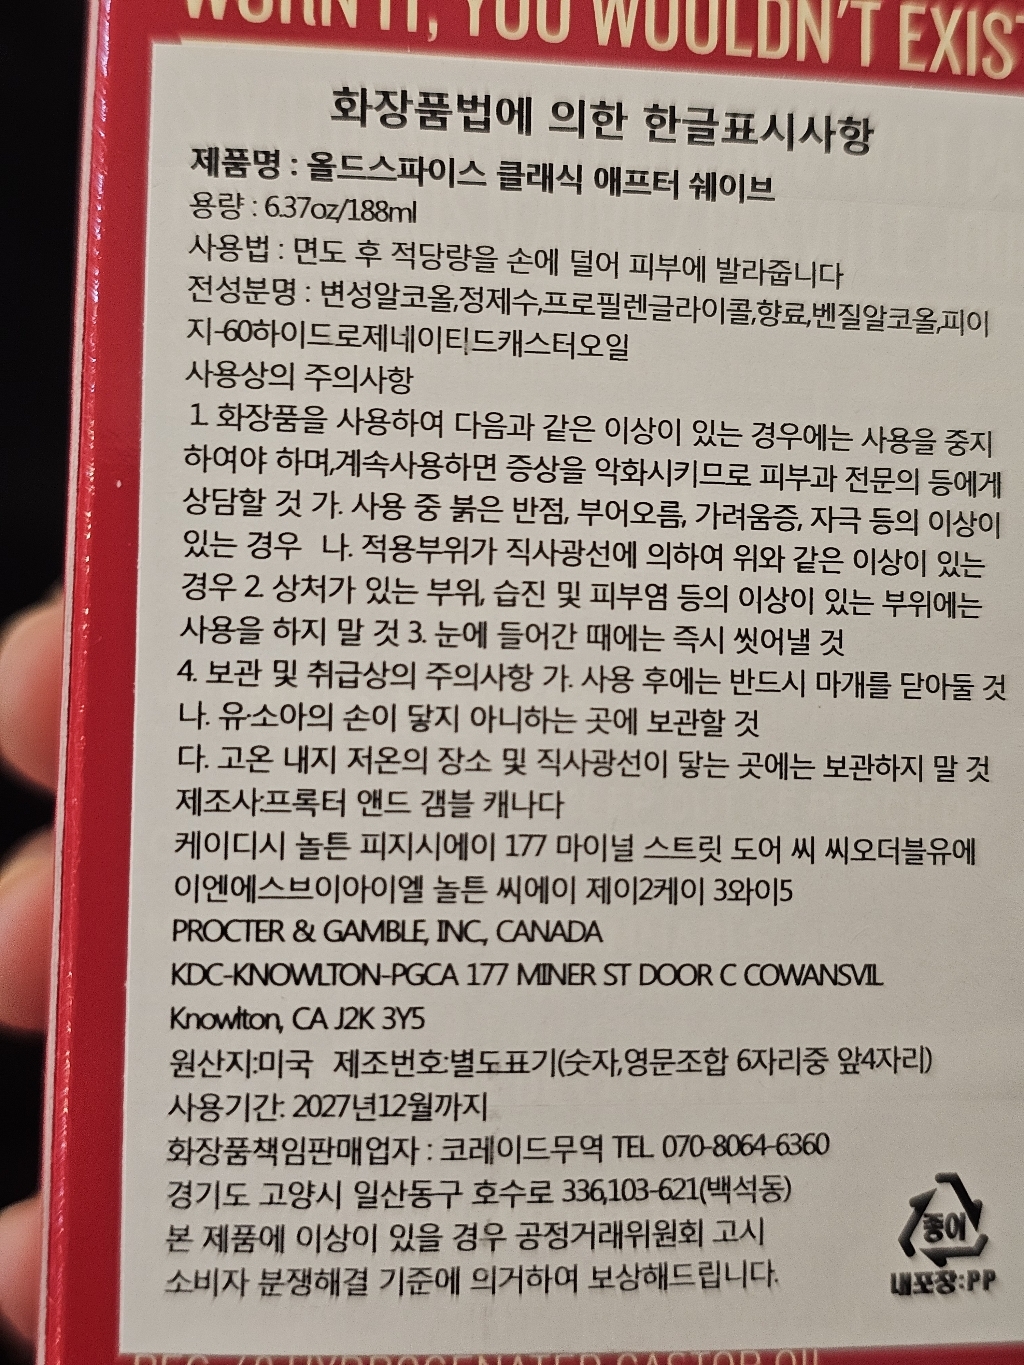 WORN IT, YOU WOULDN'T EXIST
화장품법에 의한 한글표시사항
제품명 : 올드스파이스 클래식 애프터 쉐이브
용량 : 6.37oz/188ml
사용법 : 면도 후 적당량을 손에 덜어 피부에 발라줍니다
전성분명 : 변성알코올,정제수,프로필렌글라이콜,향료,벤질알코올,피이
지-60하이드로제네이티드캐스터오일
사용상의 주의사항
1. 화장품을 사용하여 다음과 같은 이상이 있는 경우에는 사용을 중지
하여야 하며,계속사용하면 증상을 악화시키므로 피부과 전문의 등에게
상담할 것 가. 사용 중 붉은 반점, 부어오름, 가려움증, 자극 등의 이상이
있는 경우 나. 적용부위가 직사광선에 의하여 위와 같은 이상이 있는
경우 2. 상처가 있는 부위, 습진 및 피부염 등의 이상이 있는 부위에는
사용을 하지 말 것 3. 눈에 들어간 때에는 즉시 씻어낼 것
4. 보관 및 취급상의 주의사항 가. 사용 후에는 반드시 마개를 닫아둘 것
나. 유·소아의 손이 닿지 아니하는 곳에 보관할 것
다. 고온 내지 저온의 장소 및 직사광선이 닿는 곳에는 보관하지 말 것
제조사:프록터 앤드 갬블 캐나다
케이디시 놀튼 피지시에이 177 마이널 스트릿 도어 씨 씨오더블유에
이엔에스브이아이엘 놀튼 씨에이 제이2케이 3와이5
PROCTER & GAMBLE, INC., CANADA
KDC-KNOWLTON-PGCA 177 MINER ST DOOR C COWANSVIL
Knowlton, CA J2K 3Y5
원산지:미국 제조번호:별도표기(숫자,영문조합 6자리중 앞4자리)
사용기간: 2027년12월까지
화장품책임판매업자 : 코레이드무역 TEL. 070-8064-6360
경기도 고양시 일산동구 호수로 336,103-621(백석동)
본 제품에 이상이 있을 경우 공정거래위원회 고시
소비자 분쟁해결 기준에 의거하여 보상해드립니다.
종이
내포장:PP
PEG-60 HYDROGENATED CASTOR OIL